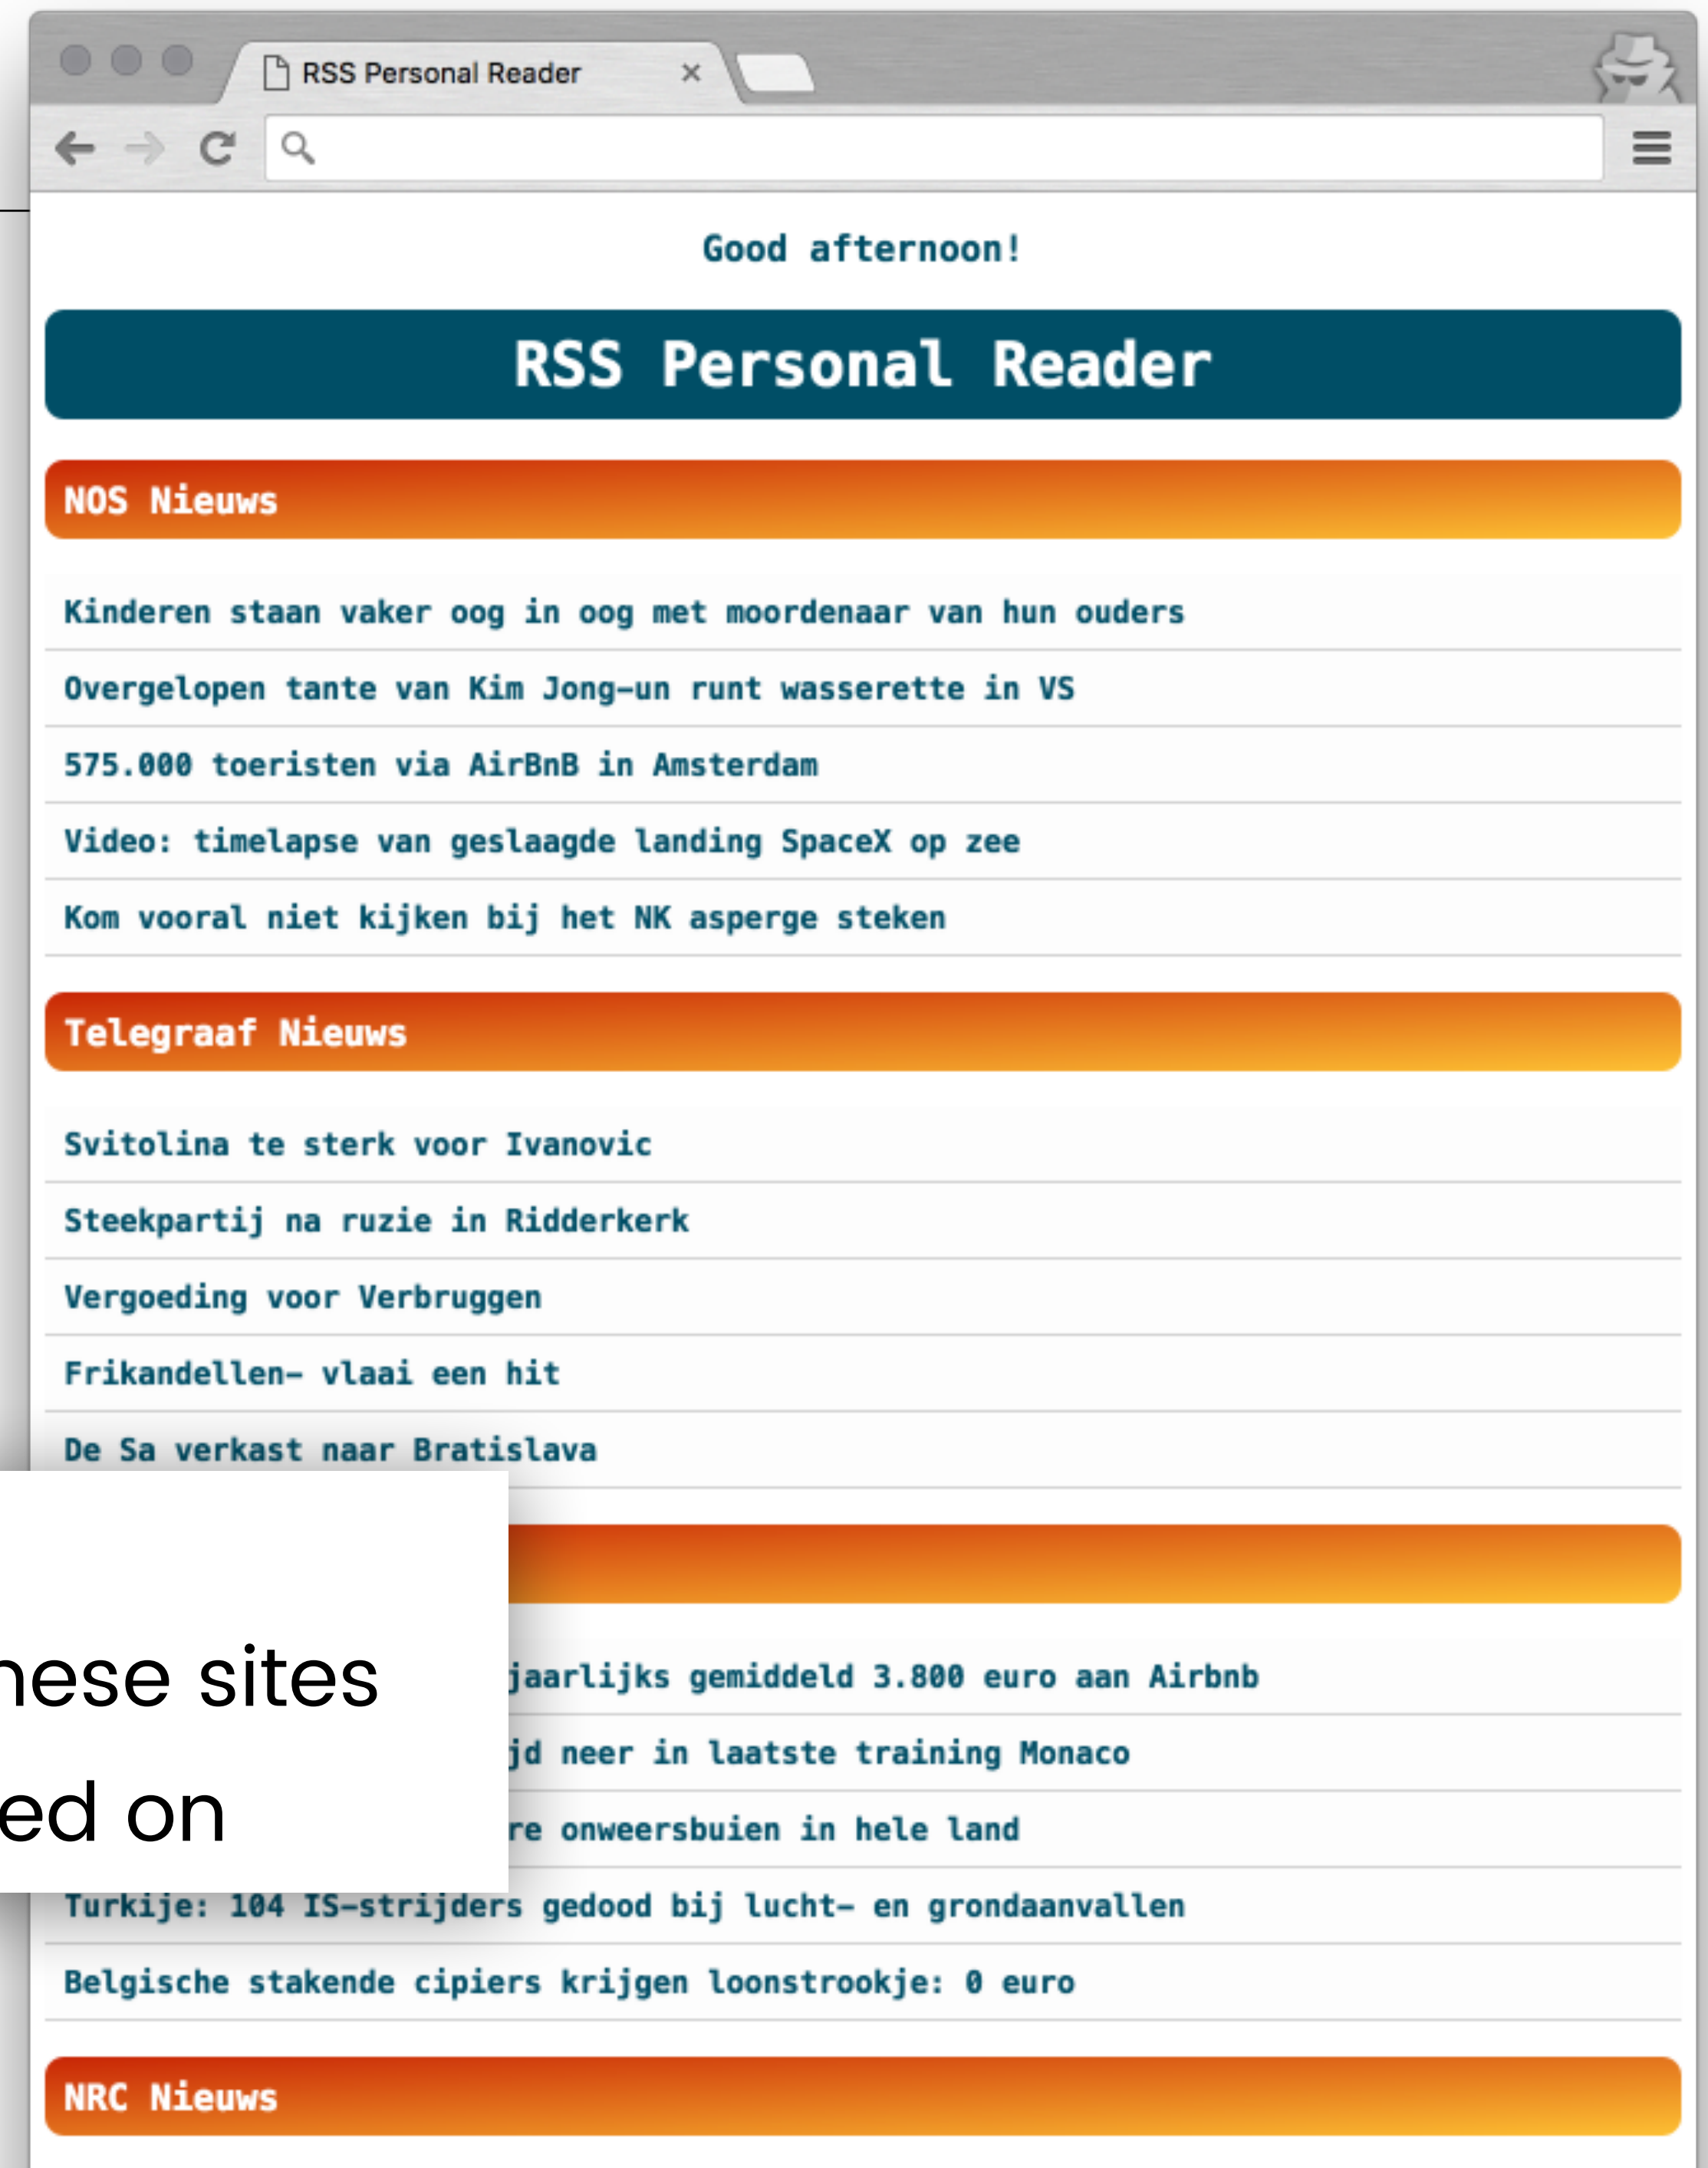 RSS Personal Reader
Good afternoon!
RSS Personal Reader
NOS Nieuws
Kinderen staan vaker oog in oog met moordenaar van hun ouders
Overgelopen tante van Kim Jong-un runt wasserette in VS
575.000 toeristen via AirBnB in Amsterdam
Video: timelapse van geslaagde landing SpaceX op zee
Kom vooral niet kijken bij het NK asperge steken
Telegraaf Nieuws
Svitolina te sterk voor Ivanovic
Steekpartij na ruzie in Ridderkerk
Vergoeding voor Verbruggen
Frikandellen- vlaai een hit
De Sa verkast naar Bratislava
sites
jaarlijks gemiddeld 3.800 euro aan Airbnb
neer in laatste training Monaco
on
onweersbuien in hele land
Turkije: 104 IS-strijders gedood bij lucht- en grondaanvallen
Belgische stakende cipiers krijgen loonstrookje: 0 euro
NRC Nieuws